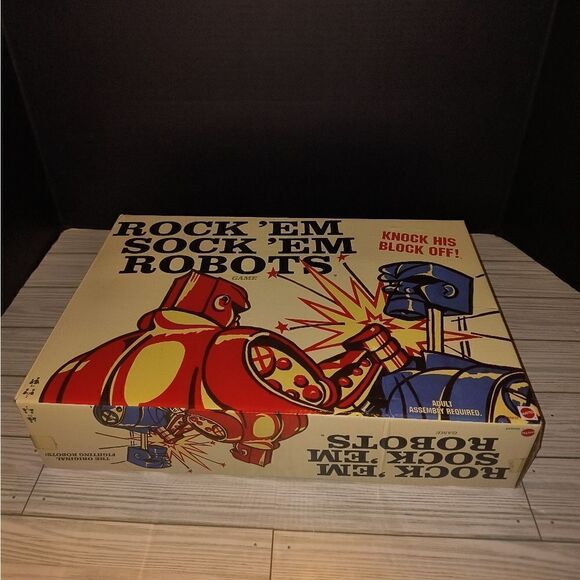 ROCK 'EM
SOCK 'EM
ROBOTS
GAME
KNOCK HIS
BLOCK OFF!
ADULT
ASSEMBLY REQUIRED.
ROCK 'EM
SOCK 'EM
ROBOTS
GAME
THE ORIGINAL
FIGHTING ROBOTS!